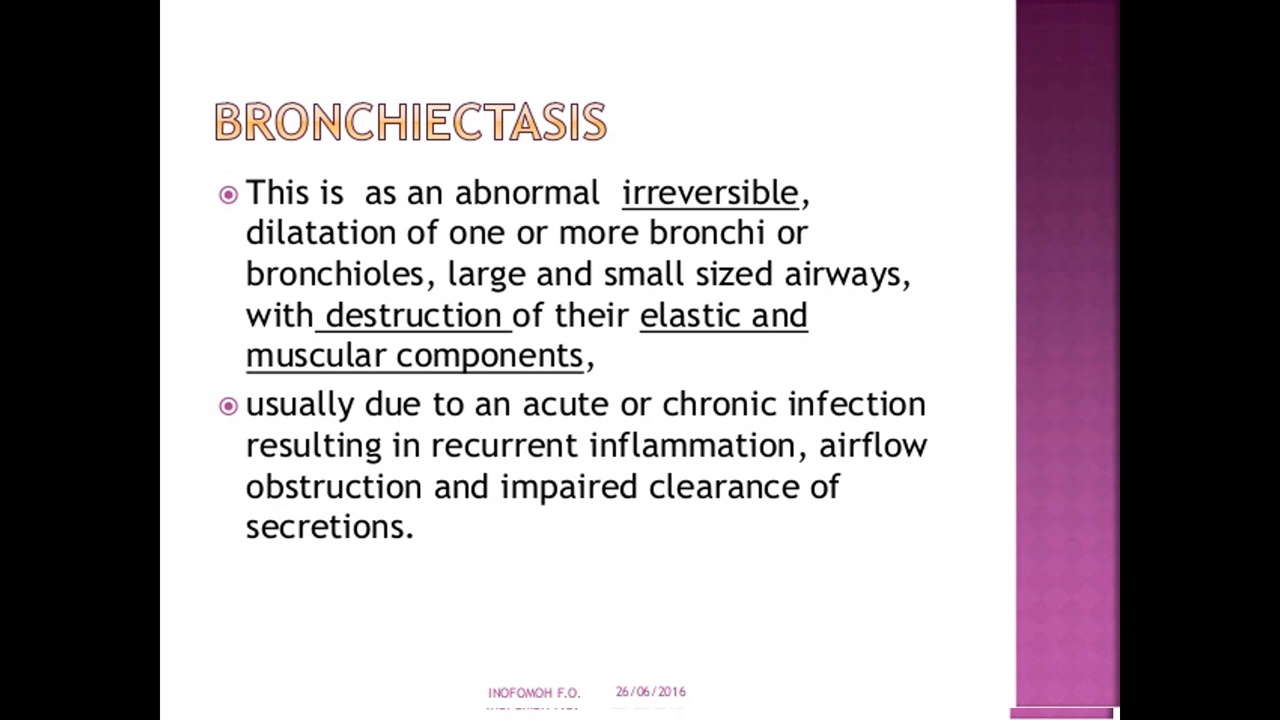 BRONCHIECTASIS
This is as an abnormal irreversible,
dilatation of one or more bronchi or
bronchioles, large and small sized airways,
with destruction of their elastic and
muscular components,
usually due to an acute or chronic infection
resulting in recurrent inflammation, airflow
obstruction and impaired clearance of
secretions.
INOFOMOH F.O. 26/06/2016